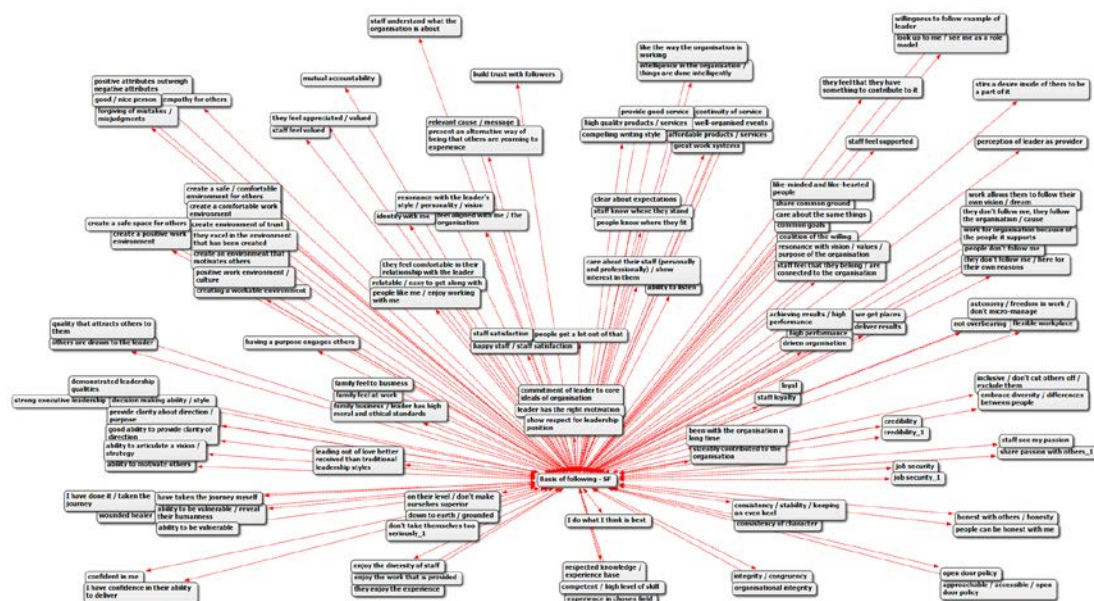 staff understand what the
organisation is about
willingness to follow example of
leader
look up to me / see me as a role
model
like the way the organisation is
working
intelligence in the organisation /
things are done intelligently
mutual accountability
build trust with followers
positive attributes outweigh
negative attributes
good / nice person
empathy for others
forgiving of mistakes /
misjudgments
they feel that they have
something to contribute to it
stirs a desire inside of them to be
a part of it
they feel appreciated / valued
staff feel valued
relevant cause / message
present an alternative way of
being that others are yearning to
experience
provide good service
continuity of service
high quality products / services
well-organised events
compelling writing style
affordable products / services
great work systems
staff feel supported
perception of leader as provider
create a safe / comfortable
environment for others
create a comfortable work
environment
create a safe space for others
create environment of trust
create a positive work
environment
they excel in the environment
that has been created
create an environment that
motivates others
positive work environment /
culture
creating a workable environment
resonance with the leader's
style / personality / vision
identify with me
feel aligned with me / the
organisation
clear about expectations
staff know where they stand
people know where they fit
like-minded and like-hearted
people
share common ground
care about the same things
common goals
coalition of the willing
resonance with vision / values /
purpose of the organisation
staff feel that they belong / are
connected to the organisation
work allows them to follow their
own vision / dream
they don't follow me, they follow
the organisation / cause
work for organisation because of
the people it supports
people don't follow me
they don't follow me / here for
their own reasons
they feel comfortable in their
relationship with the leader
relatable / easy to get along with
people like me / enjoy working
with me
care about their staff (personally
and professionally) / show
interest in them
ability to listen
autonomy / freedom in work /
don't micro-manage
not overbearing
flexible workplace
achieving results / high
performance
we get places
deliver results
high performance
driven organisation
quality that attracts others to
them
others are drawn to the leader
having a purpose engages others
staff satisfaction
people get a lot out of that
happy staff / staff satisfaction
demonstrated leadership
qualities
strong executive leadership
decision making ability / style
provide clarity about direction /
purpose
good ability to provide clarity of
direction
ability to articulate a vision /
strategy
ability to motivate others
family feel to business
family feel at work
family business / leader has high
moral and ethical standards
commitment of leader to core
ideals of organisation
leader has the right motivation
show respect for leadership
position
loyal
staff loyalty
inclusive / don't cut others off /
exclude them
embrace diversity / differences
between people
credibility
credibility_1
been with the organisation a
long time
sizeably contributed to the
organisation
staff see my passion
share passion with others_1
leading out of love better
received than traditional
leadership styles
job security
job security_1
Basis of following - SF
I have done it / taken the
journey
have taken the journey myself
wounded healer
ability to be vulnerable / reveal
their humanness
ability to be vulnerable
on their level / don't make
ourselves superior
down to earth / grounded
don't take themselves too
seriously_1
I do what I think is best
consistency / stability / keeping
an even keel
consistency of character
honest with others / honesty
people can be honest with me
confident in me
I have confidence in their ability
to deliver
enjoy the diversity of staff
enjoy the work that is provided
they enjoy the experience
respected knowledge /
experience base
competent / high level of skill
experience in chosen field
integrity / congruency
organisational integrity
open door policy
approachable / accessible / open
door policy